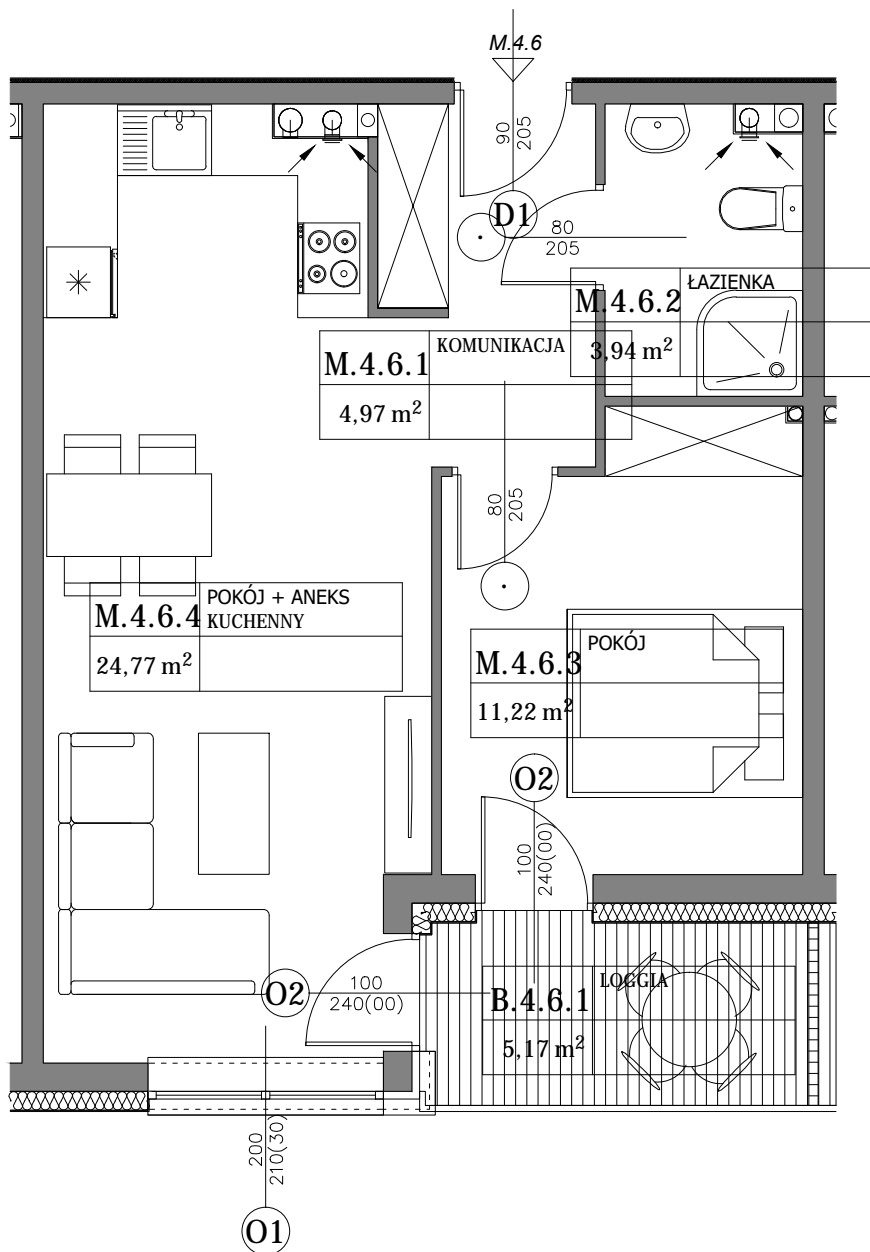 M.4.6
90
205
D1
80
205
M.4.6.2
ŁAZIENKA
3,94 m²
M.4.6.1
KOMUNIKACJA
4,97 m²
80
205
M.4.6.4
POKÓJ + ANEKS
KUCHENNY
24,77 m²
M.4.6.3
POKÓJ
11,22 m²
O2
100
240(00)
O2
100
240(00)
B.4.6.1
LOGGIA
5,17 m²
200
210(30)
O1